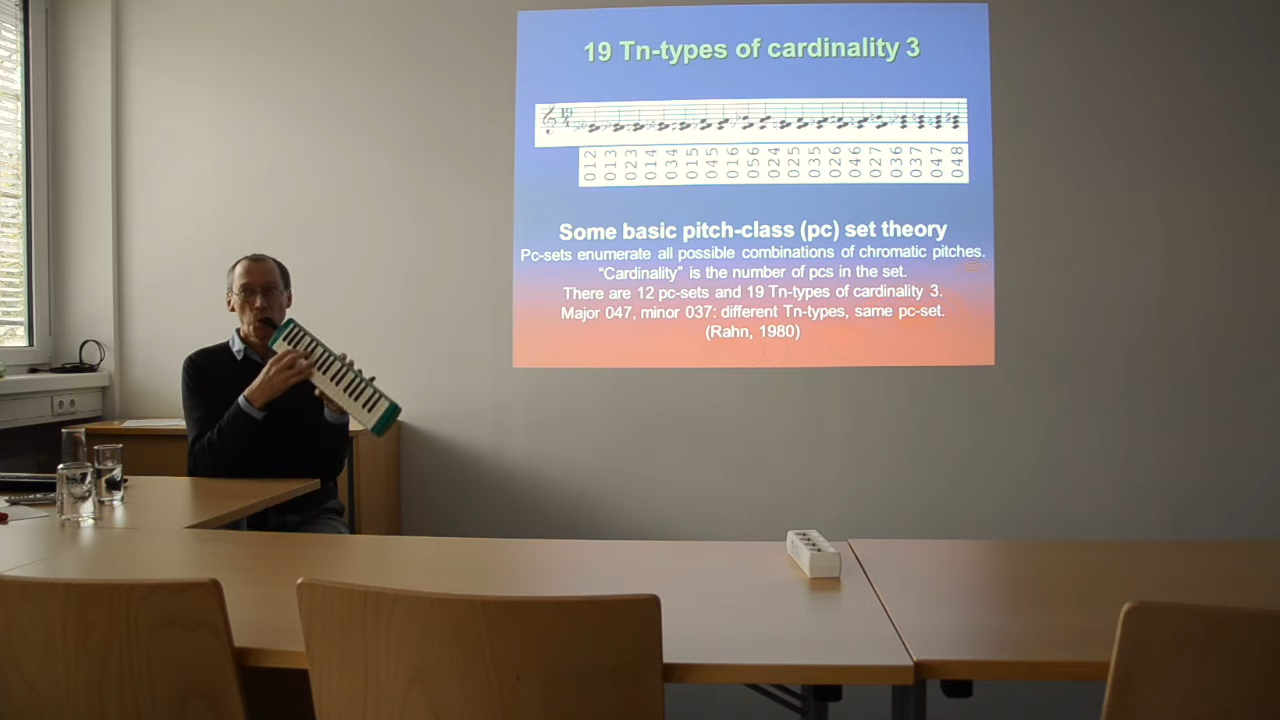 19 Tn-types of cardinality 3
19
4
012 013 023 014 034 015 045 016 056 024 025 035 026 046 027 036 037 047 048
Some basic pitch-class (pc) set theory
Pc-sets enumerate all possible combinations of chromatic pitches.
“Cardinality” is the number of pcs in the set.
There are 12 pc-sets and 19 Tn-types of cardinality 3.
Major 047, minor 037: different Tn-types, same pc-set.
(Rahn, 1980)